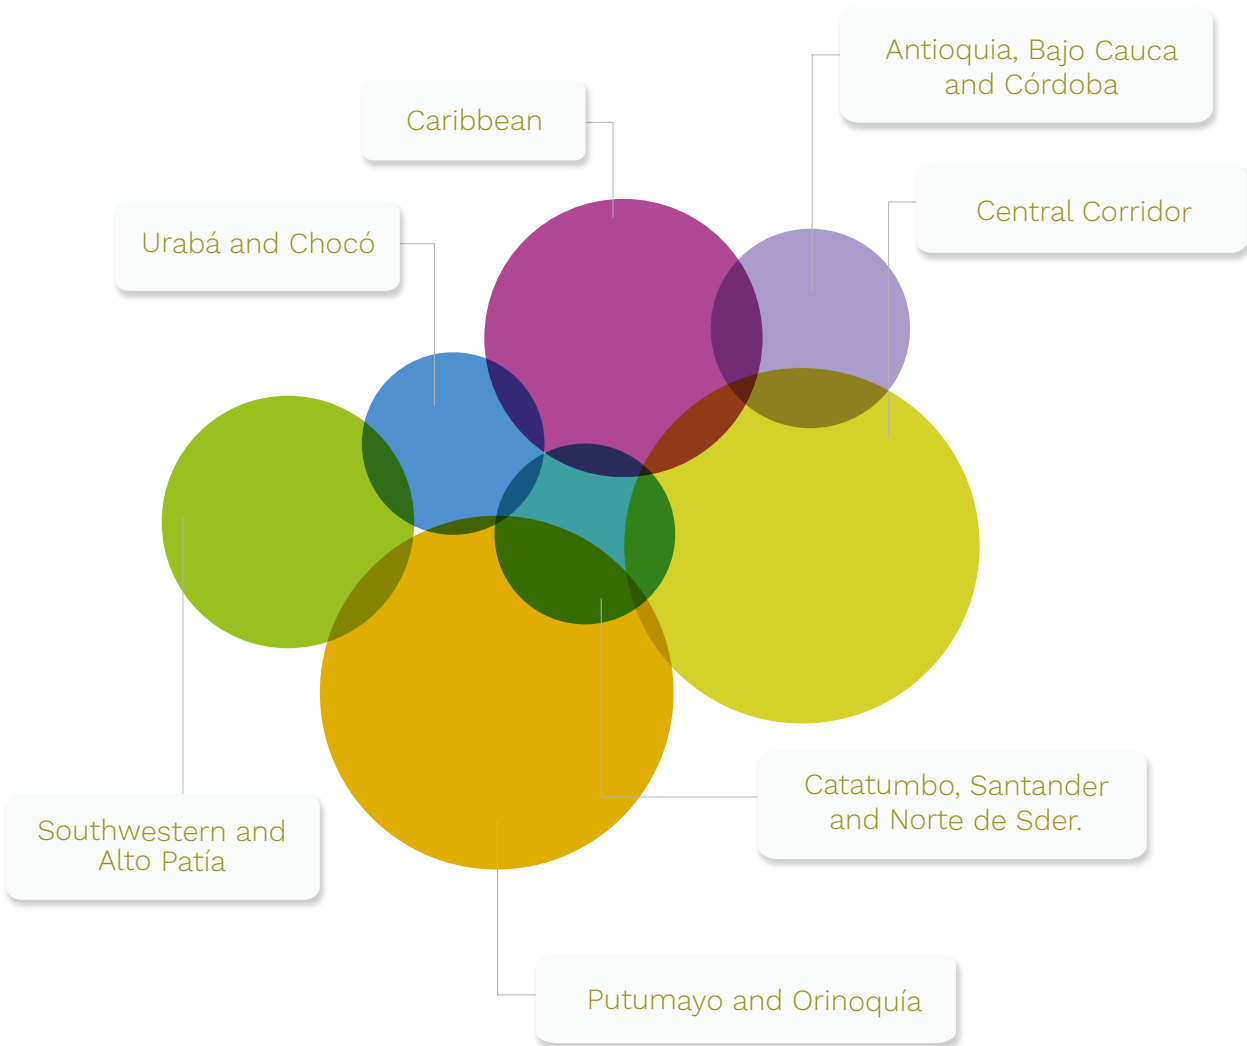 Antioquia, Bajo Cauca
and Córdoba
Caribbean
Central Corridor
Urabá and Chocó
Catatumbo, Santander
and Norte de Sder.
Southwestern and
Alto Patía
Putumayo and Orinoquía